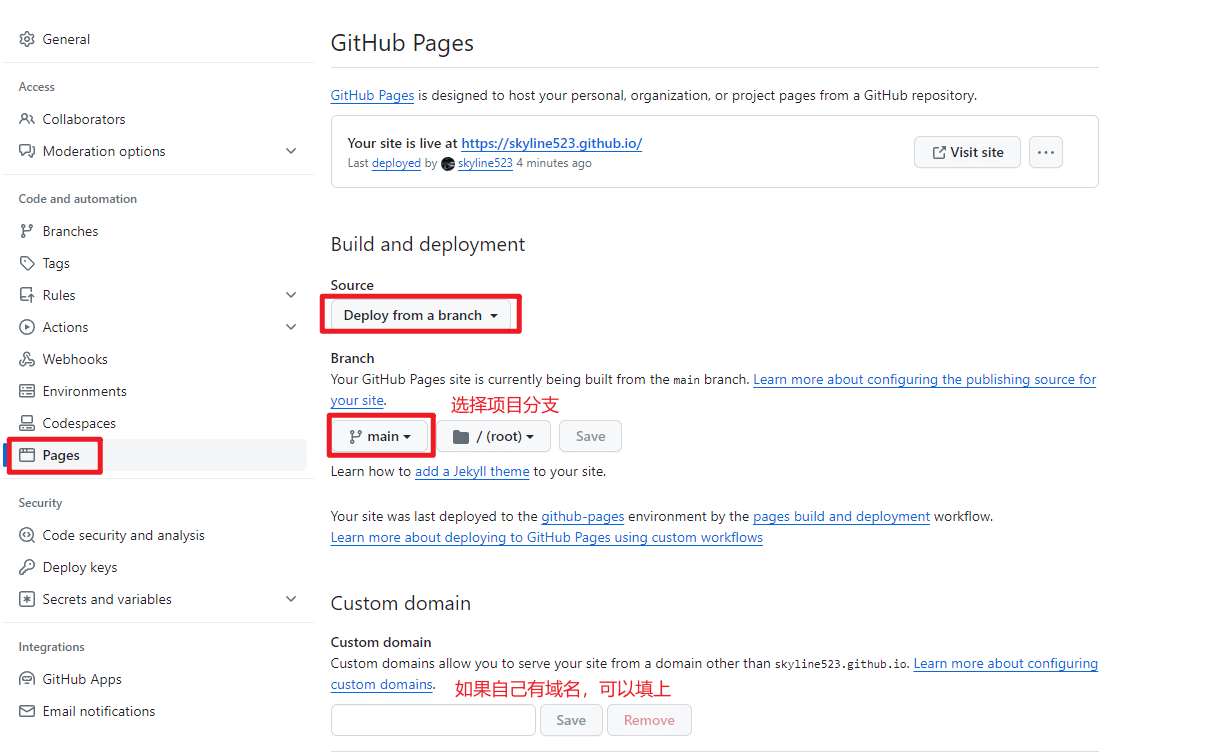 General
Access
Collaborators
Moderation options
Code and automation
Branches
Tags
Rules
Actions
Webhooks
Environments
Codespaces
Pages
Security
Code security and analysis
Deploy keys
Secrets and variables
Integrations
GitHub Apps
Email notifications
GitHub Pages
GitHub Pages is designed to host your personal, organization, or project pages from a GitHub repository.
Your site is live at https://skyline523.github.io/
Last deployed by skyline523 4 minutes ago
Visit site
Build and deployment
Source
Deploy from a branch
Branch
Your GitHub Pages site is currently being built from the main branch. Learn more about configuring the publishing source for
your site.
选择项目分支
main / (root) Save
Learn how to add a Jekyll theme to your site.
Your site was last deployed to the github-pages environment by the pages build and deployment workflow.
Learn more about deploying to GitHub Pages using custom workflows
Custom domain
Custom domain
Custom domains allow you to serve your site from a domain other than skyline523.github.io. Learn more about configuring
custom domains.
如果自己有域名，可以填上
Save Remove